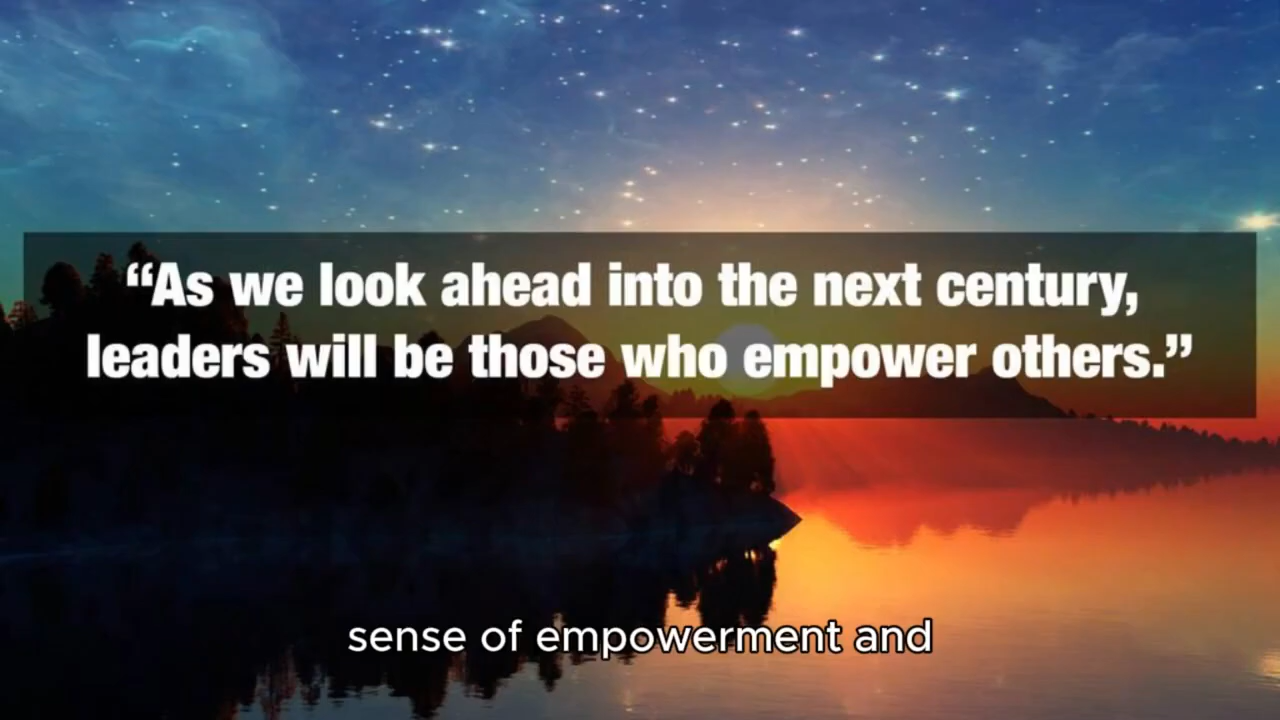 “As we look ahead into the next century,
leaders will be those who empower others.”
sense of empowerment and